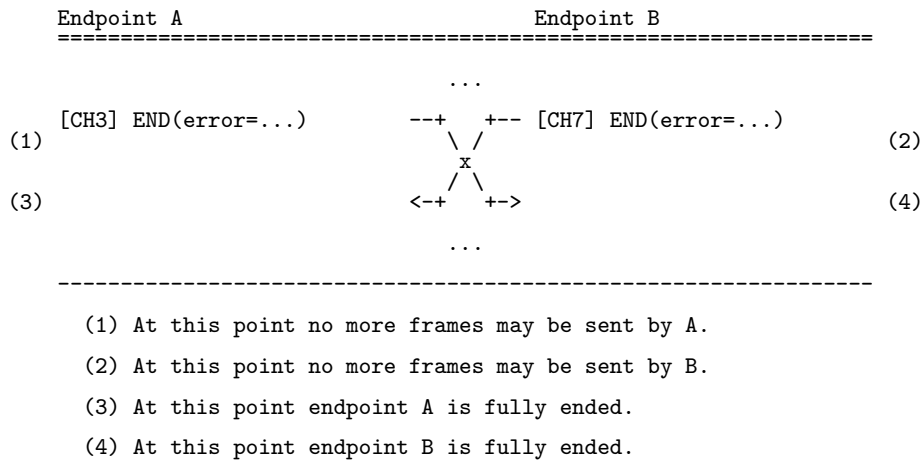 Endpoint A                                  Endpoint B
=================================================================
...
[CH3] END(error=...)        --+   +-- [CH7] END(error=...)
(1)                              \ /                                (2)
x
/ \
(3)                           <-+   +->                             (4)
...
-----------------------------------------------------------------
(1) At this point no more frames may be sent by A.
(2) At this point no more frames may be sent by B.
(3) At this point endpoint A is fully ended.
(4) At this point endpoint B is fully ended.